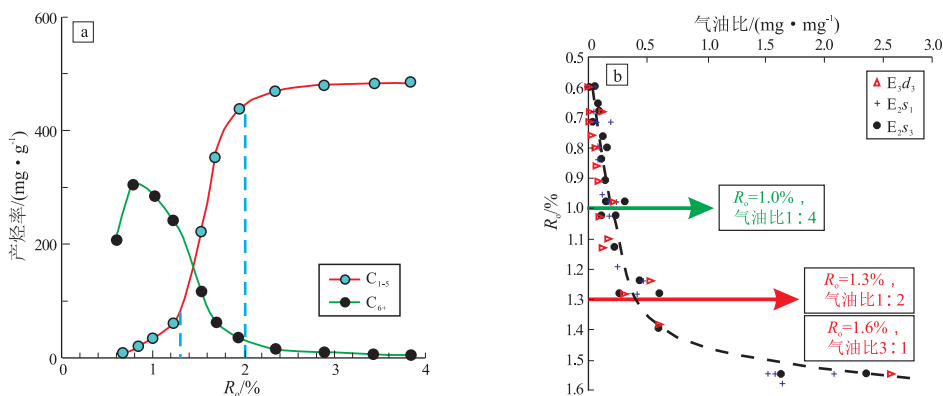 a
600
400
200
0
产烃率/(mg·g⁻¹)
C₁₋₅
C₆₊
0
1
2
3
4
Rₒ/%
气油比/(mg·mg⁻¹)
0
0.5
1.0
1.5
2.0
3.0
b
E₃d₃
E₂s₁
E₂s₃
0.6
0.7
0.8
0.9
1.0
1.1
1.2
1.3
1.4
1.5
1.6
Rₒ/%
Rₒ=1.0%，
气油比1：4
Rₒ=1.3%，
气油比1：2
Rₒ=1.6%，
气油比3：1